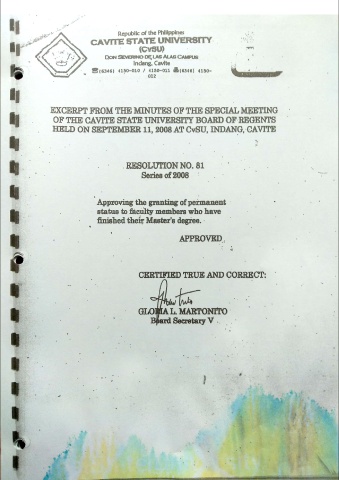 Republic of the Philippines
CAVITE STATE UNIVERSITY
(CvSU)
DON SEVERINO DE LAS ALAS CAMPUS
Indang, Cavite
☎(6346) 4150-010 / 4150-011 (6346) 4150-
012
EXCERPT FROM THE MINUTES OF THE SPECIAL MEETING
OF THE CAVITE STATE UNIVERSITY BOARD OF REGENTS
HELD ON SEPTEMBER 11, 2008 AT CvSU, INDANG, CAVITE
RESOLUTION NO. 81
Series of 2008
Approving the granting of permanent
status to faculty members who have
finished their Master's degree.
APPROVED
CERTIFIED TRUE AND CORRECT:
GLORIA L. MARTONITO
Board Secretary V